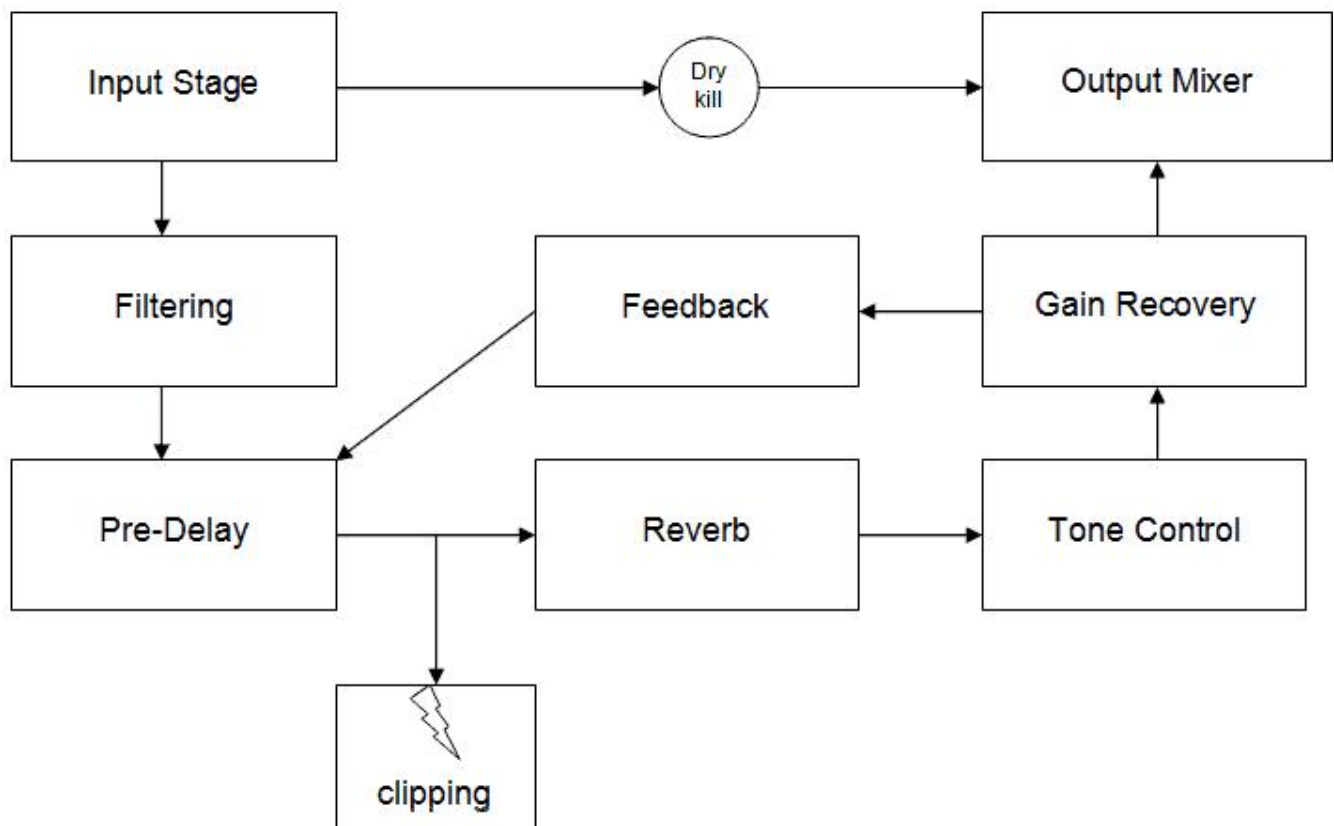 Input Stage
Dry
kill
Output Mixer
Filtering
Feedback
Gain Recovery
Pre-Delay
Reverb
Tone Control
clipping